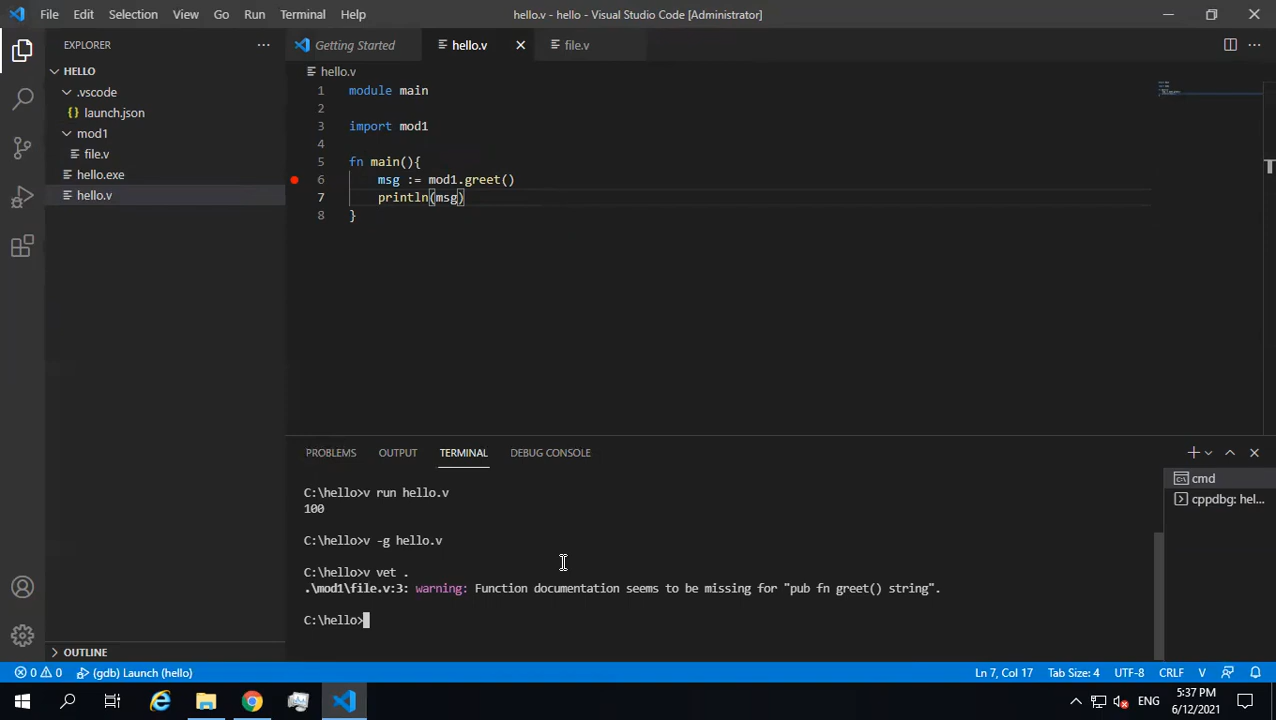 File Edit Selection View Go Run Terminal Help hello.v - hello - Visual Studio Code [Administrator]
EXPLORER
Getting Started hello.v file.v
HELLO
hello.v
.vscode
launch.json
mod1
file.v
hello.exe
hello.v
1 module main
2
3 import mod1
4
5 fn main(){
6 msg := mod1.greet()
7 println(msg)
8 }
PROBLEMS OUTPUT TERMINAL DEBUG CONSOLE
cmd
cppdbg: hel...
C:\hello>v run hello.v
100
C:\hello>v -g hello.v
C:\hello>v vet .
.\mod1\file.v:3: warning: Function documentation seems to be missing for "pub fn greet() string".
C:\hello>
OUTLINE
0 0 (gdb) Launch (hello) Ln 7, Col 17 Tab Size: 4 UTF-8 CRLF V
ENG
5:37 PM
6/12/2021